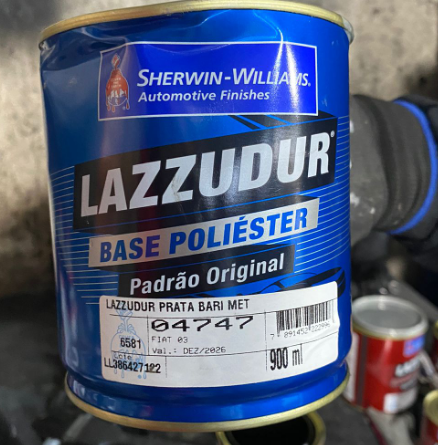 SHERWIN-WILLIAMS.
Automotive Finishes
LAZZUDUR®
BASE POLIÉSTER
Padrão Original
LAZZUDUR PRATA BARI MET
04747
6581
FIAT 03
Val.: DEZ/2026
LL386427122
900 ml